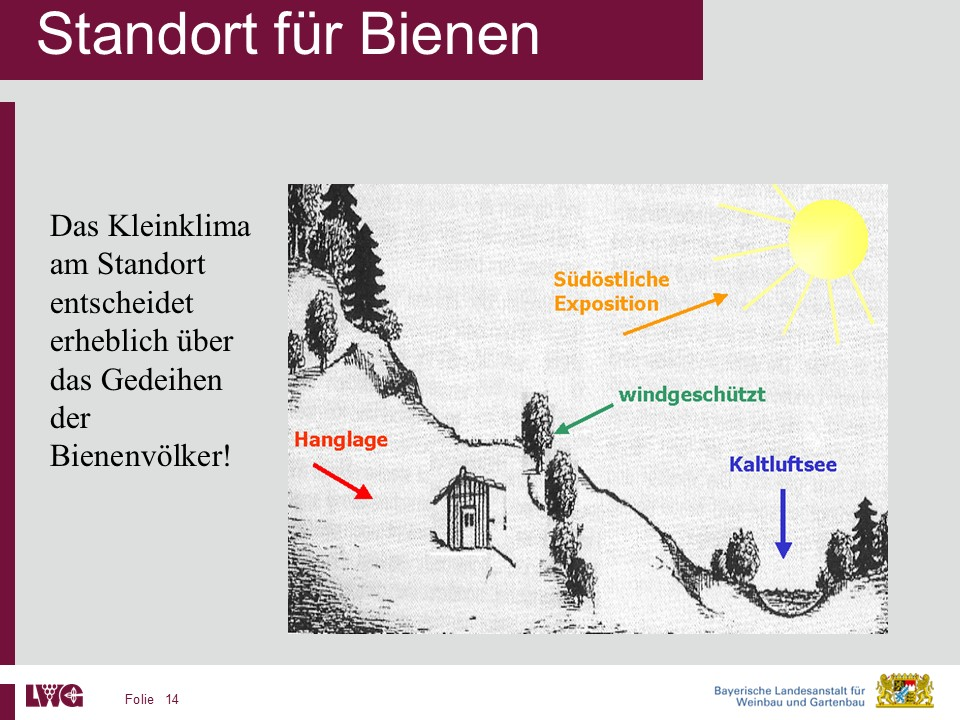 Standort für Bienen
Das Kleinklima
am Standort
entscheidet
erheblich über
das Gedeihen
der
Bienenvölker!
Südöstliche
Exposition
windgeschützt
Hanglage
Kaltluftsee
LWG
Folie 14
Bayerische Landesanstalt für
Weinbau und Gartenbau